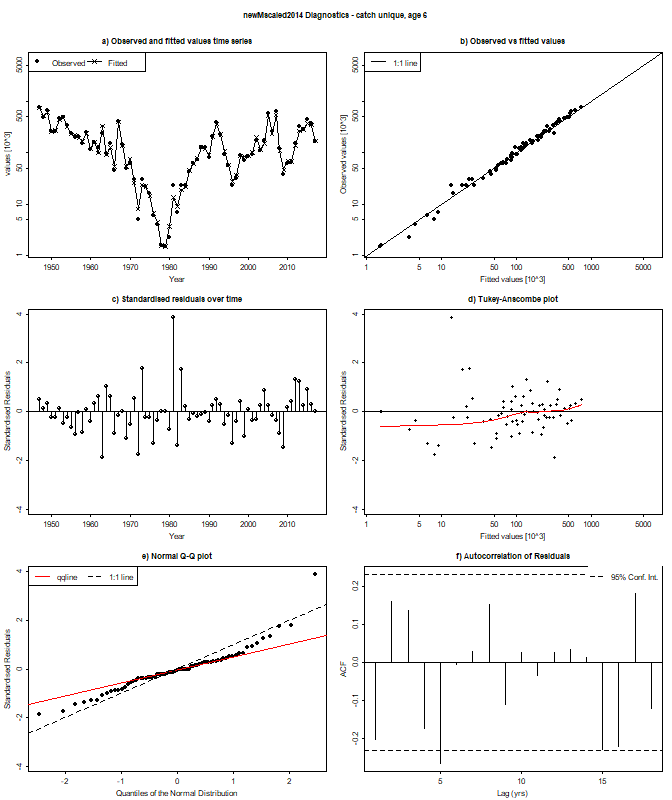 newMscaled2014 Diagnostics - catch unique, age 6
a) Observed and fitted values time series
Observed
Fitted
values [10^3]
1
5
10
50
500
5000
1950 1960 1970 1980 1990 2000 2010
Year
b) Observed vs fitted values
1:1 line
Observed values [10^3]
1
5
10
50
500
5000
1 5 10 50 100 500 1000 5000
Fitted values [10^3]
c) Standardised residuals over time
Standardised Residuals
-4
-2
0
2
4
1950 1960 1970 1980 1990 2000 2010
Year
d) Tukey-Anscombe plot
Standardised Residuals
-4
-2
0
2
4
1 5 10 50 100 500 1000 5000
Fitted values [10^3]
e) Normal Q-Q plot
qqline
1:1 line
Standardised Residuals
-4
-2
0
2
4
-2 -1 0 1 2
Quantiles of the Normal Distribution
f) Autocorrelation of Residuals
95% Conf. Int.
ACF
-0.2
-0.1
0.0
0.1
0.2
5 10 15
Lag (yrs)